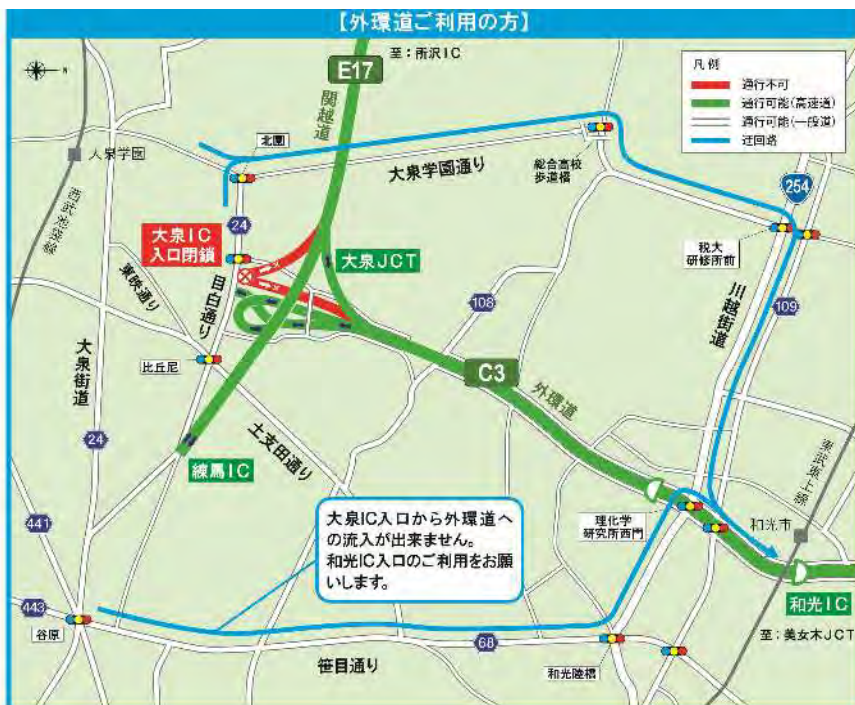 【外環道ご利用の方】
至：所沢IC
E17
関越道
凡例
通行不可
通行可能(高速道)
通行可能(一般道)
迂回路
N
大泉学園
西武池袋線
北園
大泉学園通り
総合高校
歩道橋
254
税大
研修所前
24
大泉IC
入口閉鎖
大泉JCT
東映通り
目白通り
108
川越街道
109
大泉街道
比丘尼
C3
外環道
土支田通り
24
練馬IC
東武東上線
441
大泉IC入口から外環道へ
の流入が出来ません。
和光IC入口のご利用をお願
いします。
理化学
研究所西門
和光市
和光IC
443
谷原
68
至：美女木JCT
笹目通り
和光陸橋